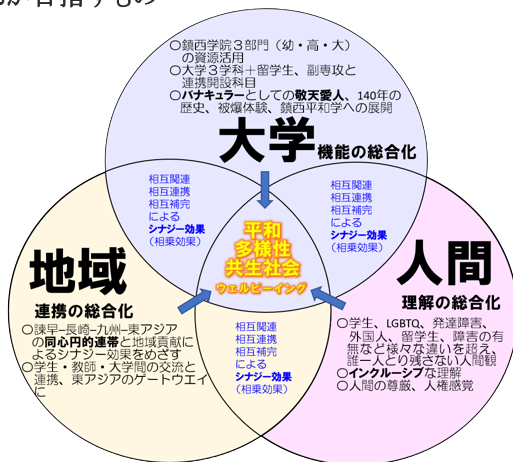 が目指すもの
○鎮西学院３部門（幼・高・大）
の資源活用
○大学３学科＋留学生、副専攻と
連携開設科目
○バナキュラーとしての敬天愛人、140年の
歴史、被爆体験、鎮西平和学への展開
大学 機能の総合化
相互関連
相互連携
相互補完
による
シナジー効果
（相乗効果）
相互関連
相互連携
相互補完
による
シナジー効果
（相乗効果）
平和
多様性
共生社会
ウェルビーイング
地域
連携の総合化
○諫早−長崎−九州−東アジア
の同心円的連帯と地域貢献に
よるシナジー効果をめざす
○学生・教師・大学間の交流と
連携、東アジアのゲートウエイ
に
相互関連
相互連携
相互補完
による
シナジー効果
（相乗効果）
人間
理解の総合化
○学生、LGBTQ、発達障害、
外国人、留学生、障害の有
無など様々な違いを超え、
誰一人とり残さない人間観
○インクルーシブな理解
○人間の尊厳、人権感覚